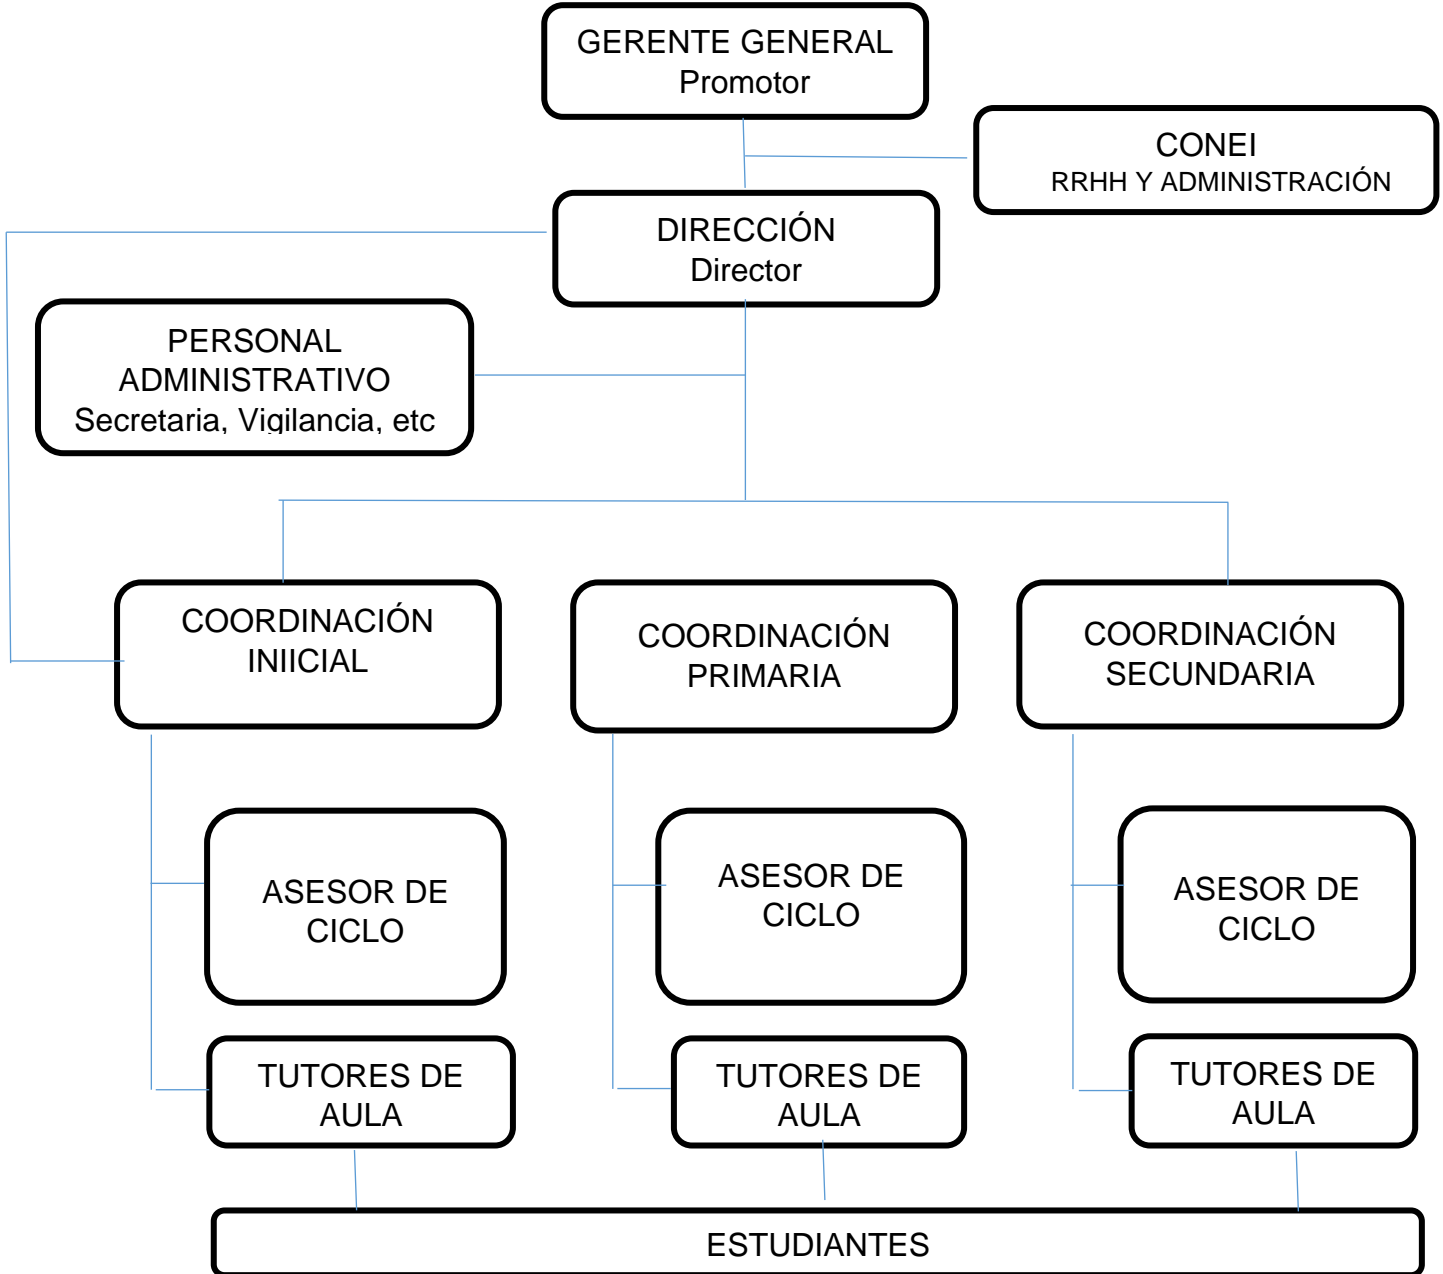 GERENTE GENERAL
Promotor
CONEI
RRHH Y ADMINISTRACIÓN
DIRECCIÓN
Director
PERSONAL
ADMINISTRATIVO
Secretaria, Vigilancia, etc
COORDINACIÓN
INIICIAL
COORDINACIÓN
PRIMARIA
COORDINACIÓN
SECUNDARIA
ASESOR DE
CICLO
ASESOR DE
CICLO
ASESOR DE
CICLO
TUTORES DE
AULA
TUTORES DE
AULA
TUTORES DE
AULA
ESTUDIANTES